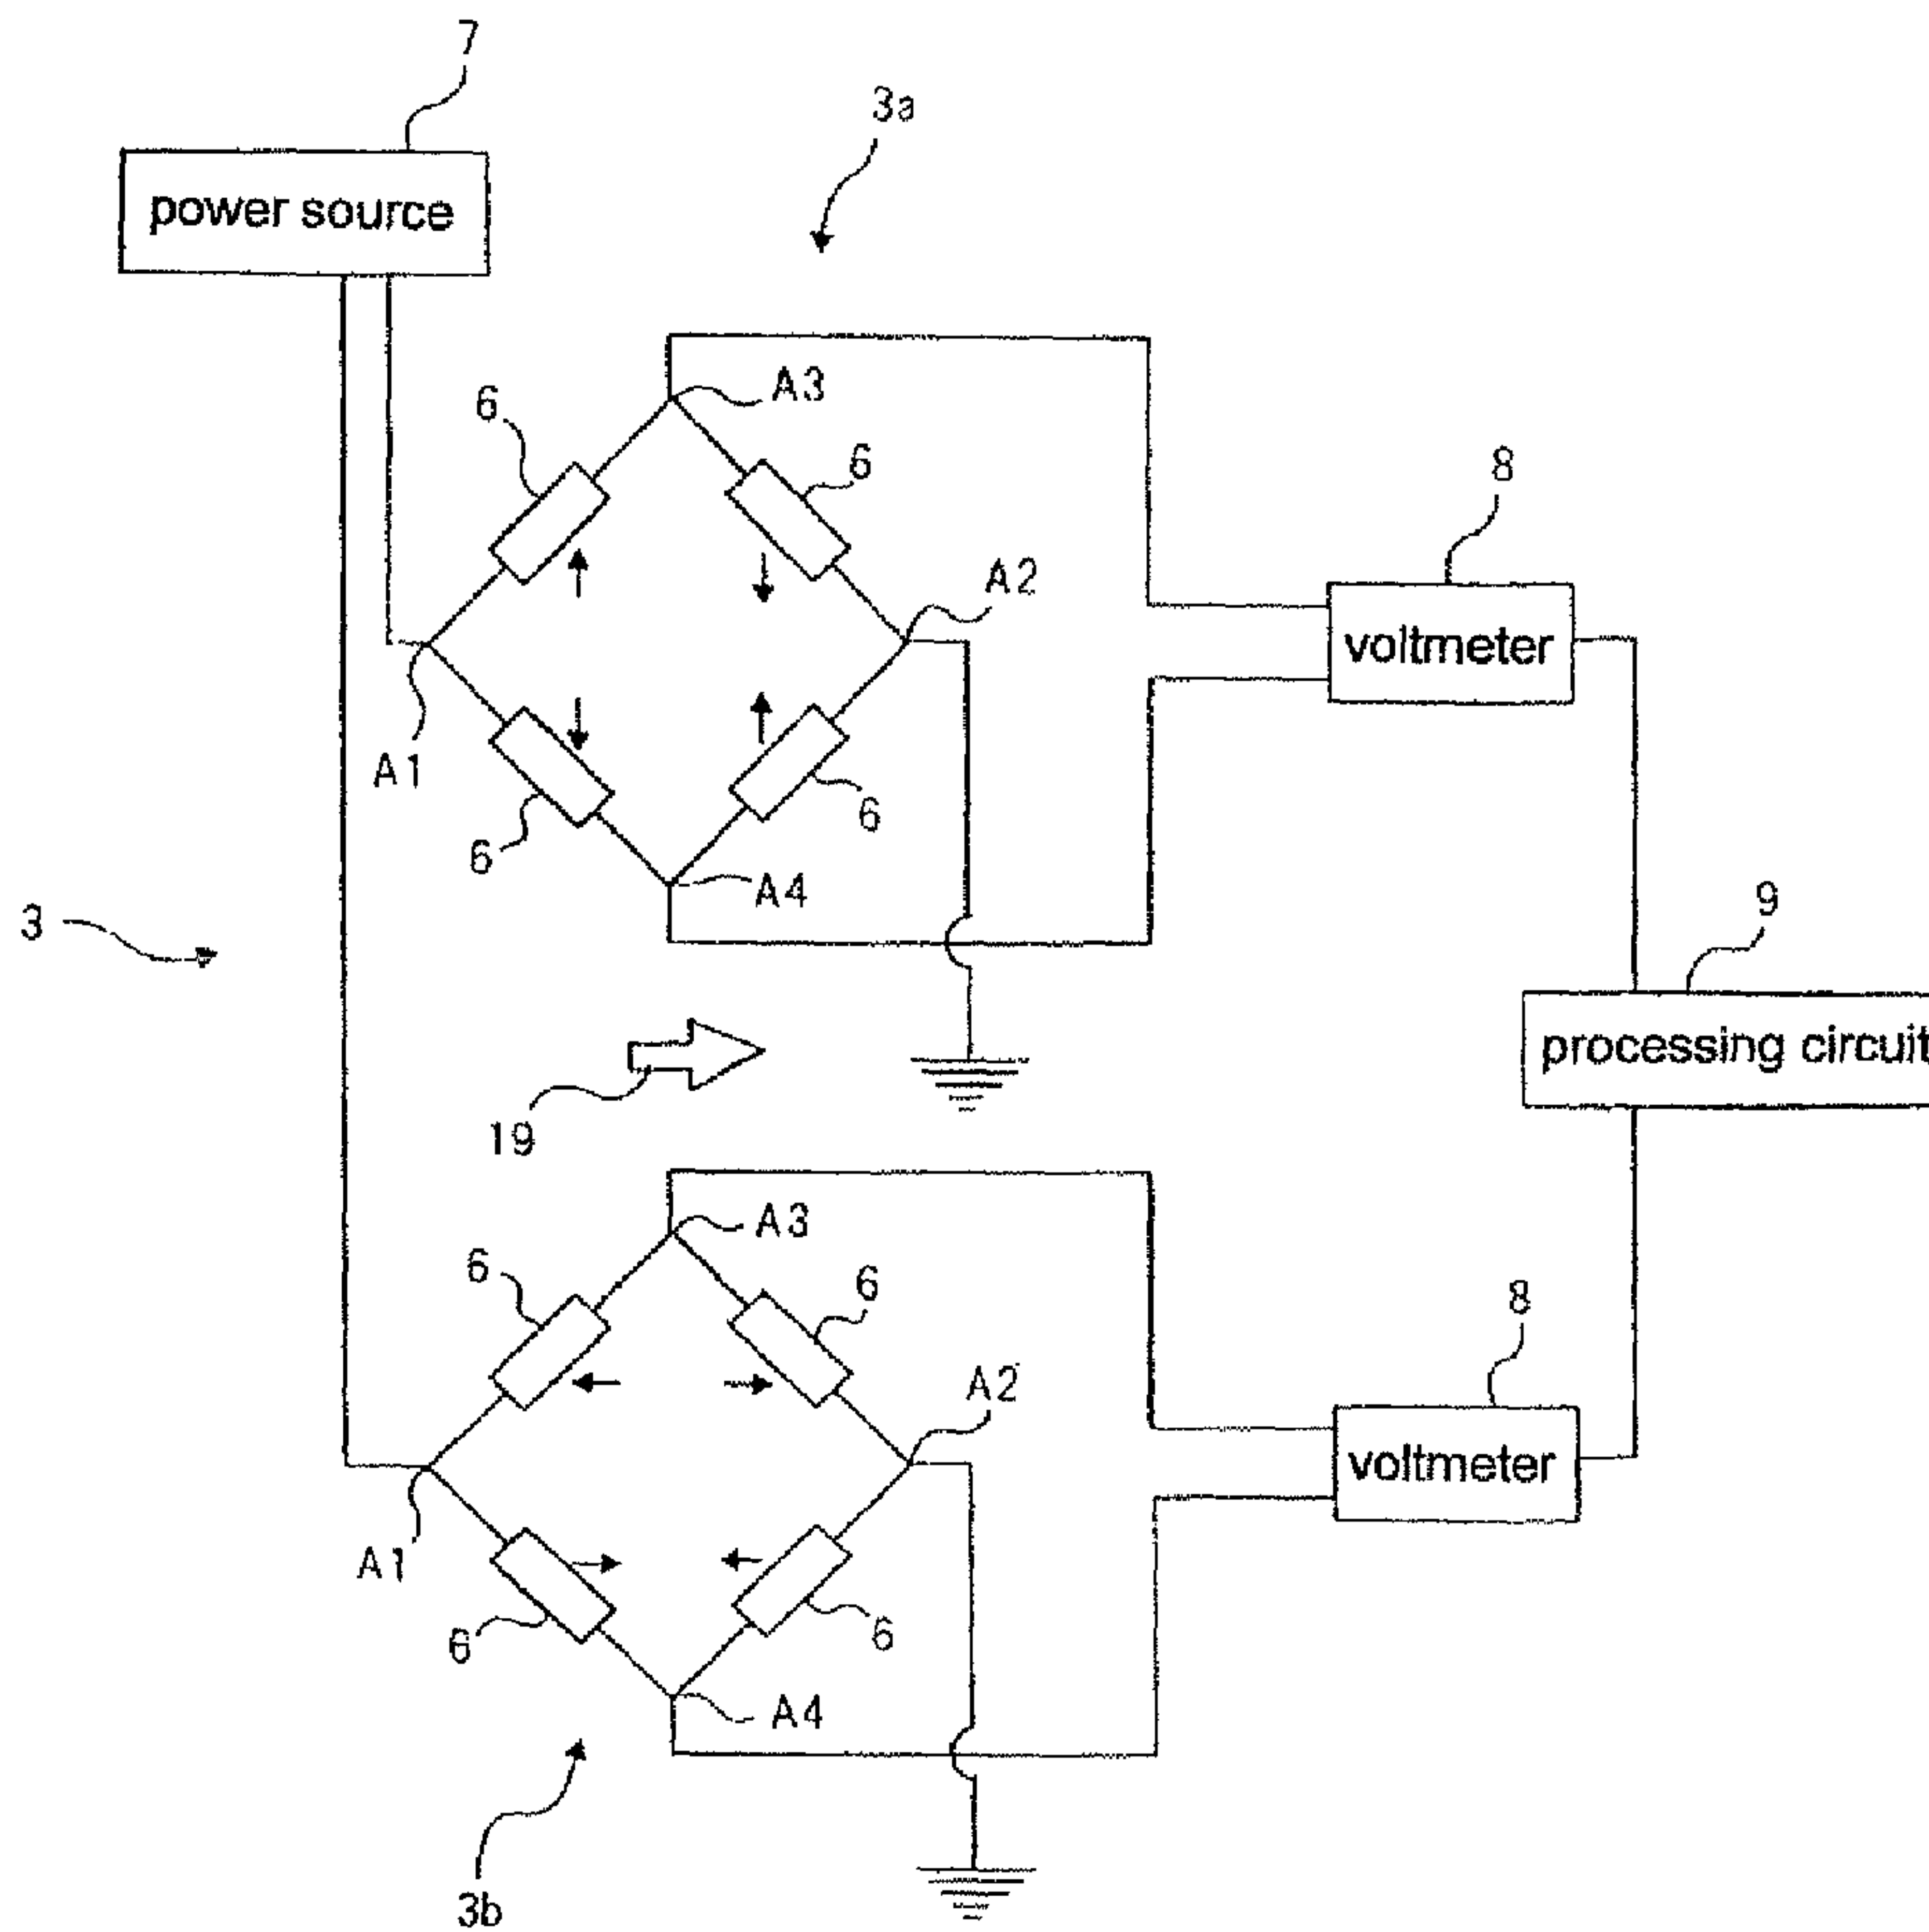 7
3a
power source
A3
6
6
8
A2
voltmeter
A1
6
6
A4
3
9
processing circuit
19
A3
6
6
8
A2
voltmeter
A1
6
6
A4
3b